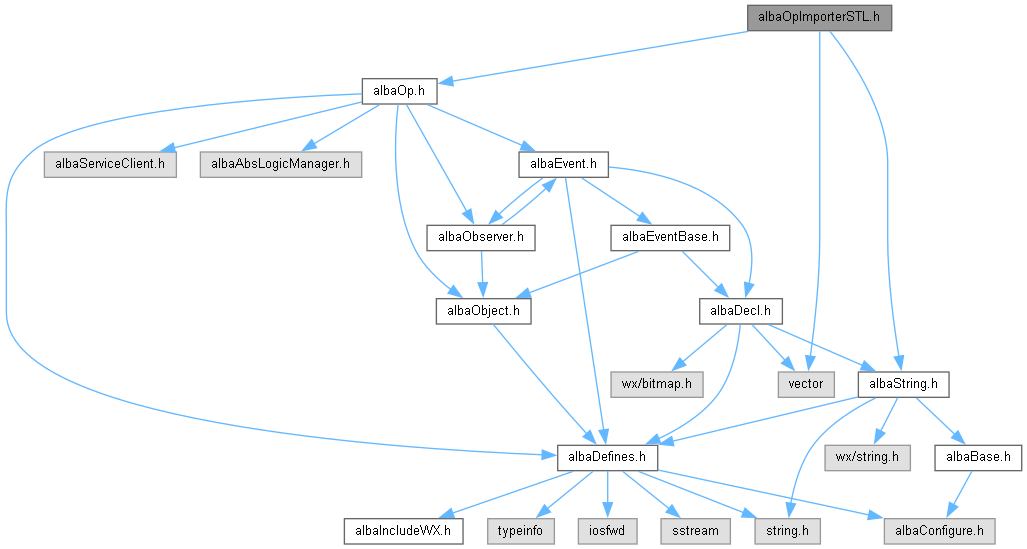 albaOpImporterSTL.h
albaOp.h
albaServiceClient.h
albaAbsLogicManager.h
albaEvent.h
albaObserver.h
albaEventBase.h
albaObject.h
albaDecl.h
wx/bitmap.h
vector
albaString.h
albaDefines.h
wx/string.h
albaBase.h
albaIncludeWX.h
typeinfo
iosfwd
sstream
string.h
albaConfigure.h